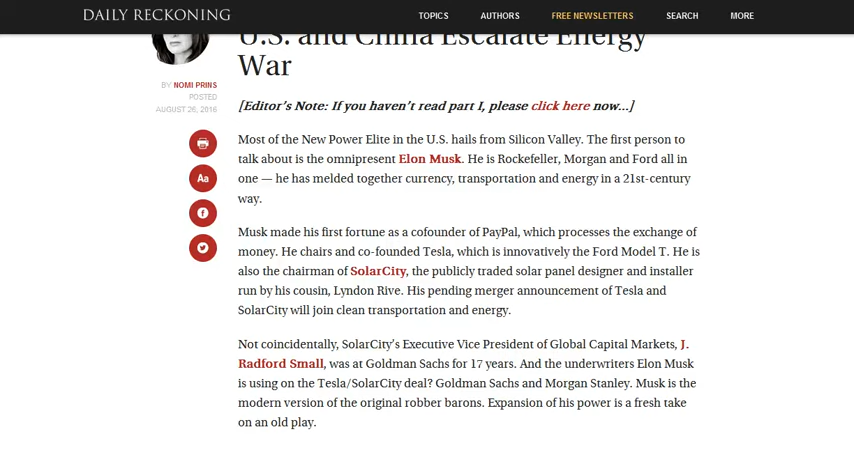 DAILY RECKONING
TOPICS AUTHORS FREE NEWSLETTERS SEARCH MORE
U.S. and China Escalate Energy
War
BY NOMI PRINS
POSTED
AUGUST 26, 2016
[Editor's Note: If you haven't read part I, please click here now...]
Aa
Most of the New Power Elite in the U.S. hails from Silicon Valley. The first person to
talk about is the omnipresent Elon Musk. He is Rockefeller, Morgan and Ford all in
one — he has melded together currency, transportation and energy in a 21st-century
way.
Musk made his first fortune as a cofounder of PayPal, which processes the exchange of
money. He chairs and co-founded Tesla, which is innovatively the Ford Model T. He is
also the chairman of SolarCity, the publicly traded solar panel designer and installer
run by his cousin, Lyndon Rive. His pending merger announcement of Tesla and
SolarCity will join clean transportation and energy.
Not coincidentally, SolarCity's Executive Vice President of Global Capital Markets, J.
Radford Small, was at Goldman Sachs for 17 years. And the underwriters Elon Musk
is using on the Tesla/SolarCity deal? Goldman Sachs and Morgan Stanley. Musk is the
modern version of the original robber barons. Expansion of his power is a fresh take
on an old play.